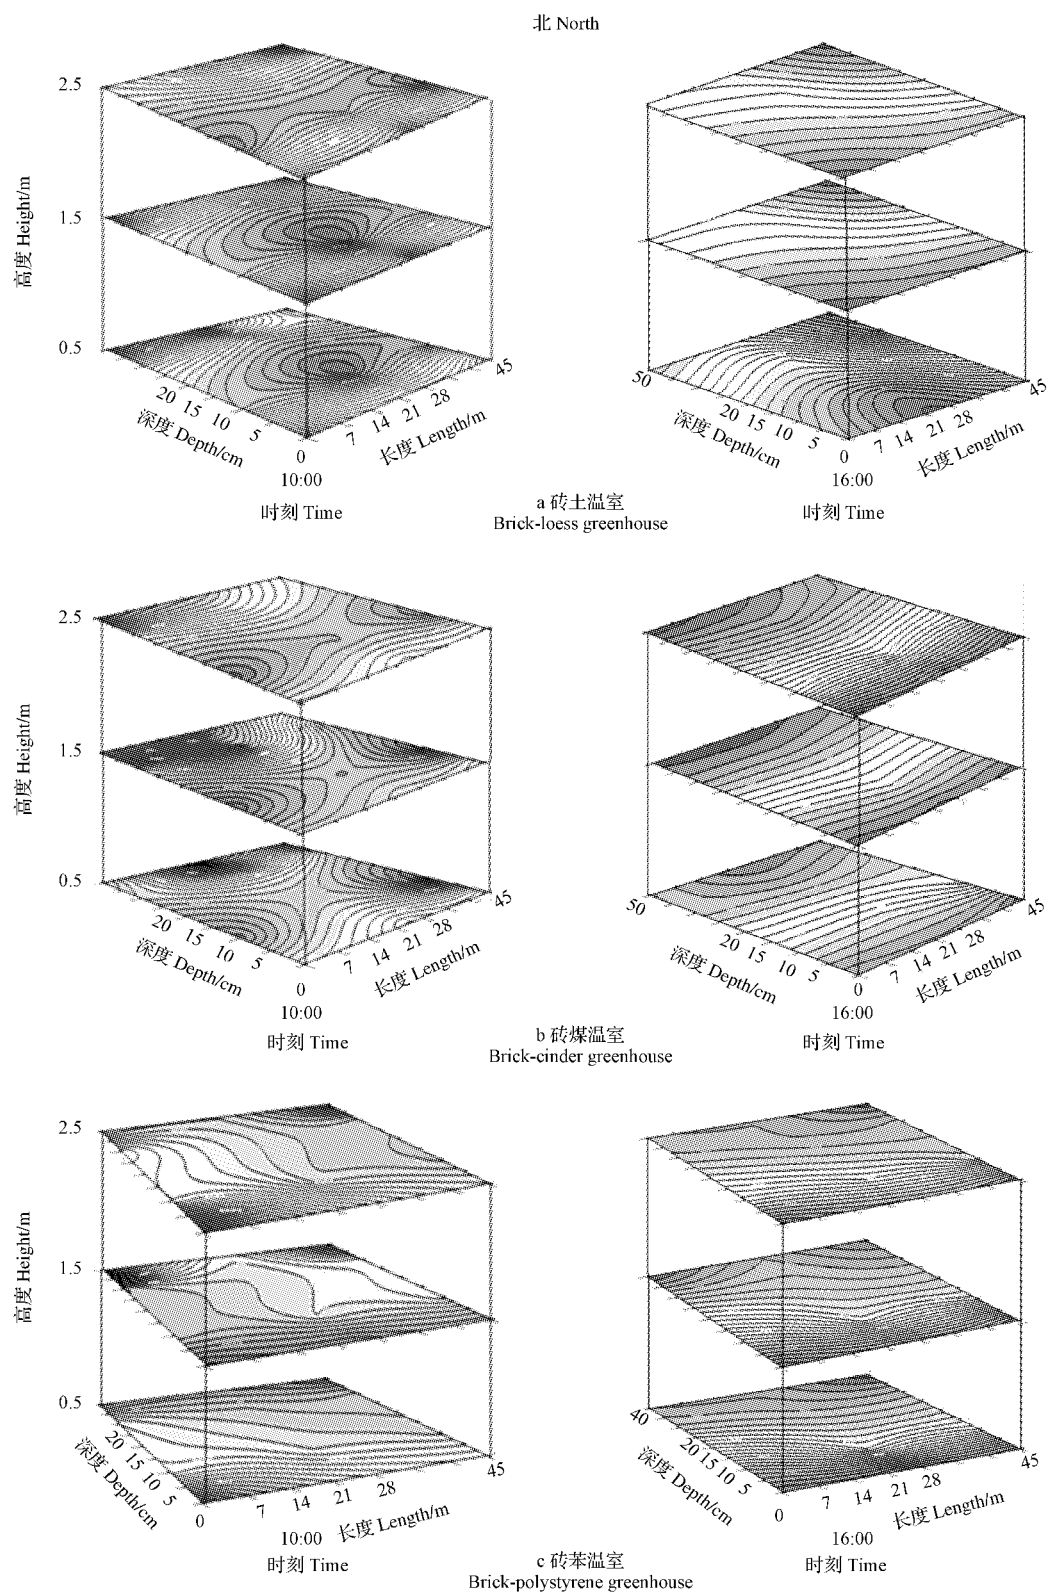 北 North
2.5
1.5
0.5
高度 Height/m
20 15 10 5
深度 Depth/cm
0
7 14 21 28 45
长度 Length/m
10:00
时刻 Time
50
20 15 10 5
深度 Depth/cm
0
7 14 21 28 45
长度 Length/m
16:00
时刻 Time
a 砖土温室
Brick-loess greenhouse
2.5
1.5
0.5
高度 Height/m
20 15 10 5
深度 Depth/cm
0
7 14 21 28 45
长度 Length/m
10:00
时刻 Time
50
20 15 10 5
深度 Depth/cm
0
7 14 21 28 45
长度 Length/m
16:00
时刻 Time
b 砖煤温室
Brick-cinder greenhouse
2.5
1.5
0.5
高度 Height/m
20 15 10 5
深度 Depth/cm
0
7 14 21 28 45
长度 Length/m
10:00
时刻 Time
40
20 15 10 5
深度 Depth/cm
0
7 14 21 28 45
长度 Length/m
16:00
时刻 Time
c 砖苯温室
Brick-polystyrene greenhouse